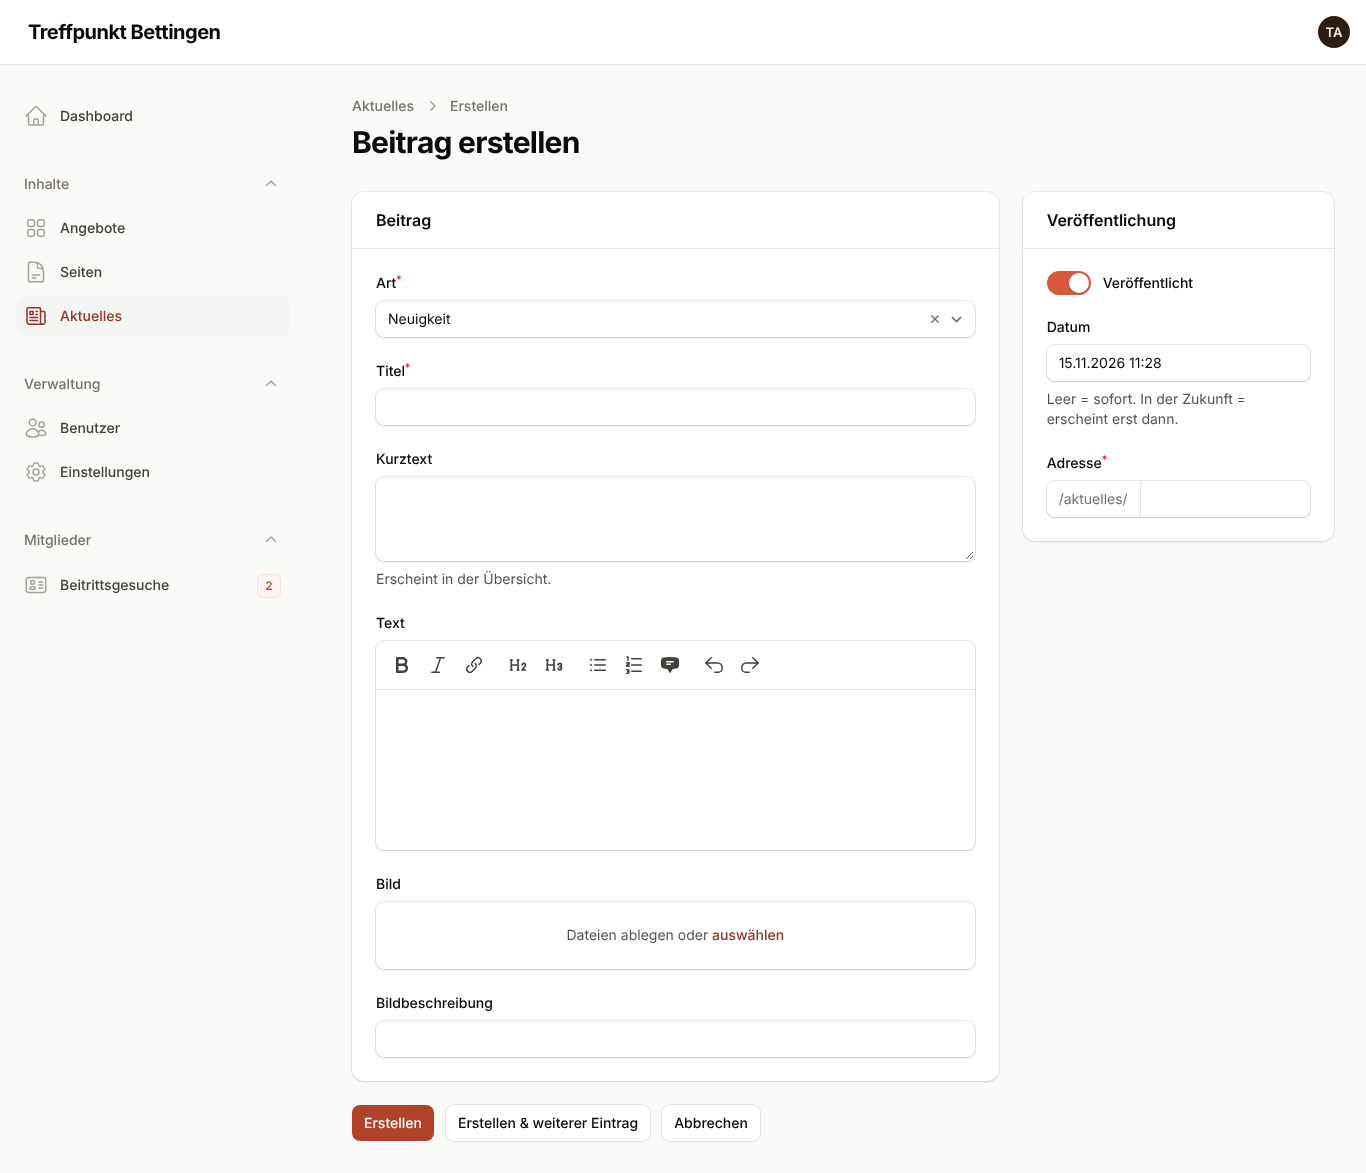 Treffpunkt Bettingen
TA
Dashboard
Inhalte
Angebote
Seiten
Aktuelles
Verwaltung
Benutzer
Einstellungen
Mitglieder
Beitrittsgesuche
2
Aktuelles
Erstellen
Beitrag erstellen
Beitrag
Art*
Neuigkeit
Titel*
Kurztext
Erscheint in der Übersicht.
Text
B I H2 H3
Bild
Dateien ablegen oder auswählen
Bildbeschreibung
Erstellen
Erstellen & weiterer Eintrag
Abbrechen
Veröffentlichung
Veröffentlicht
Datum
15.11.2026 11:28
Leer = sofort. In der Zukunft =
erscheint erst dann.
Adresse*
/aktuelles/